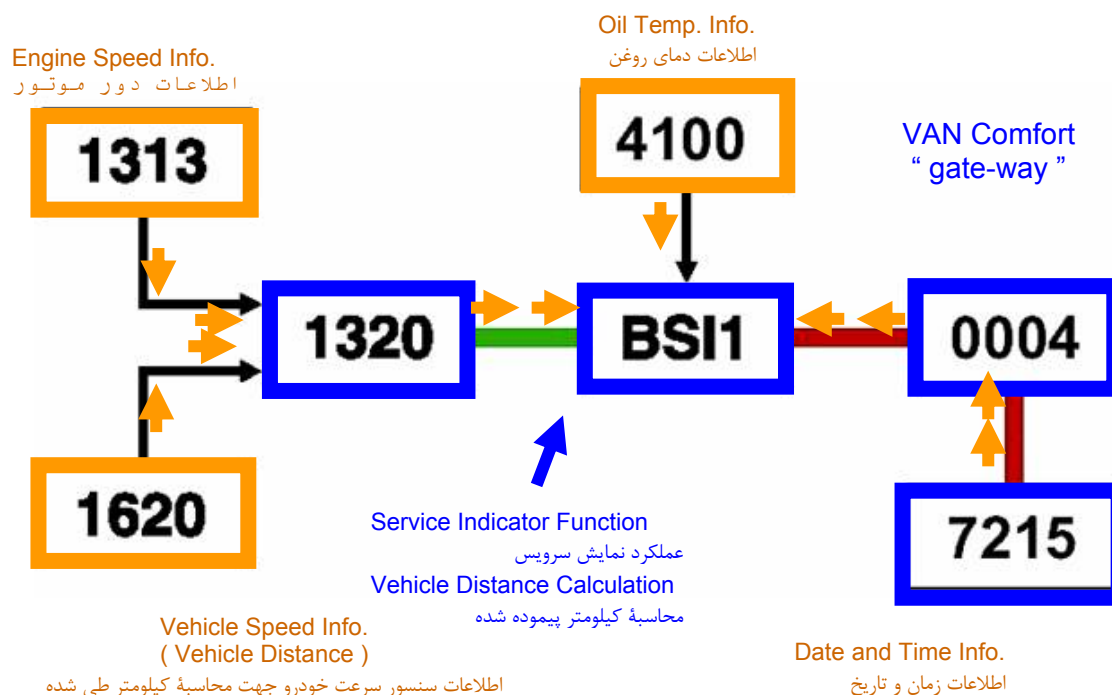 Oil Temp. Info.
اطلاعات دمای روغن
Engine Speed Info.
اطلاعات دور موتور
1313
4100
VAN Comfort
“ gate-way ”
1320
BSI1
0004
1620
7215
Service Indicator Function
عملکرد نمایش سرویس
Vehicle Distance Calculation
محاسبۀ کیلومتر پیموده شده
Vehicle Speed Info.
( Vehicle Distance )
اطلاعات سنسور سرعت خودرو جهت محاسبۀ کیلومتر طی شده
Date and Time Info.
اطلاعات زمان و تاریخ